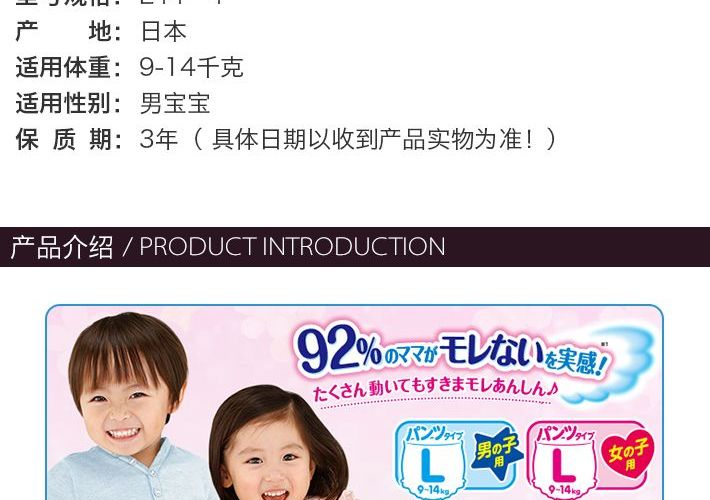 产 地： 日本
适用体重： 9-14千克
适用性别： 男宝宝
保 质 期： 3年（ 具体日期以收到产品实物为准！）
产品介绍 / PRODUCT INTRODUCTION
92%のママがモレないを実感!
たくさん動いてもすきまモレあんしん♪
パンツタイプ
L
9~14kg
男の子用
パンツタイプ
L
9~14kg
女の子用